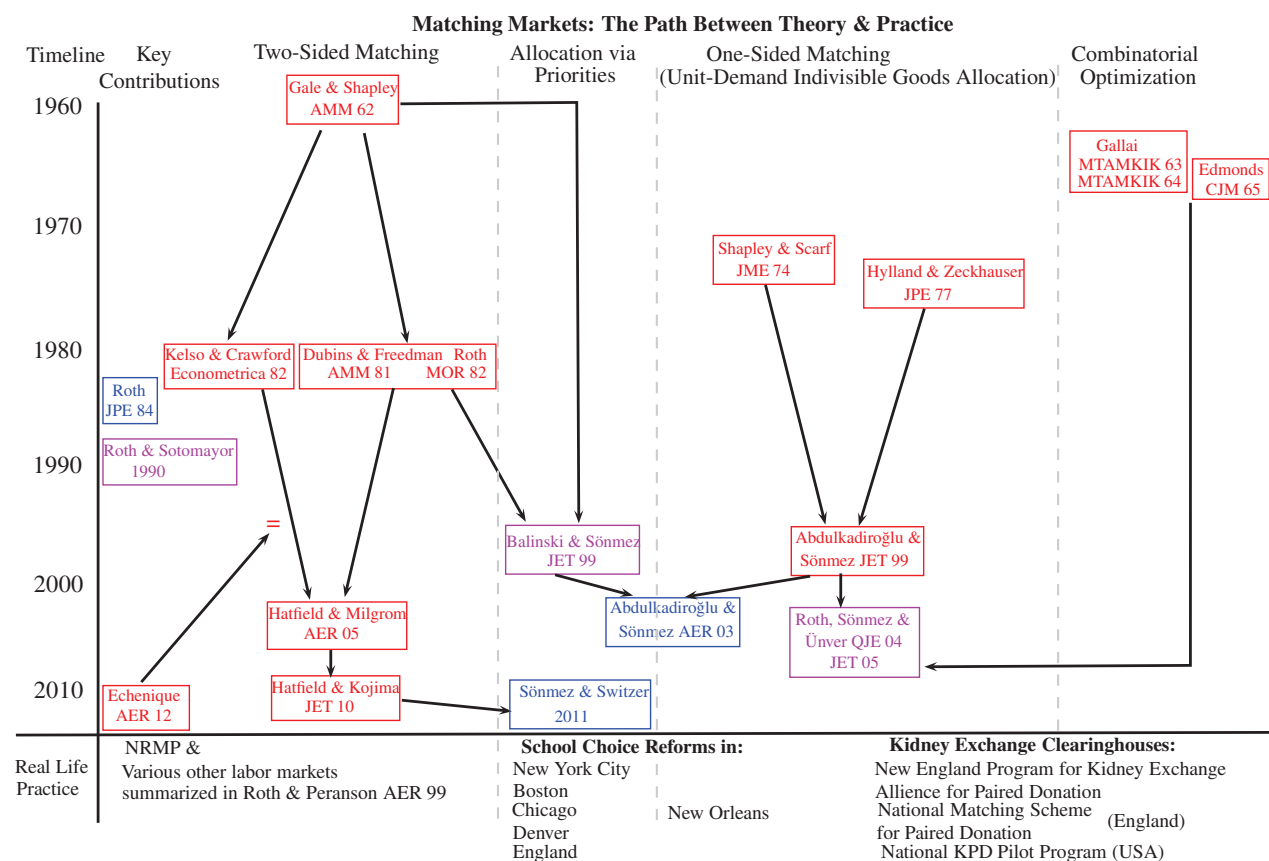 Matching Markets: The Path Between Theory & Practice
Timeline
Key
Contributions
Two-Sided Matching
Allocation via
Priorities
One-Sided Matching
(Unit-Demand Indivisible Goods Allocation)
Combinatorial
Optimization
1960
Gale & Shapley
AMM 62
Gallai
MTAMKIK 63
MTAMKIK 64
Edmonds
CJM 65
1970
Shapley & Scarf
JME 74
Hylland & Zeckhauser
JPE 77
1980
Kelso & Crawford
Econometrica 82
Dubins & Freedman Roth
AMM 81 MOR 82
Roth
JPE 84
Roth & Sotomayor
1990
1990
=
Balinski & Sönmez
JET 99
Abdulkadiroğlu &
Sönmez JET 99
2000
Hatfield & Milgrom
AER 05
Abdulkadiroğlu &
Sönmez AER 03
Roth, Sönmez &
Ünver QJE 04
JET 05
2010
Echenique
AER 12
Hatfield & Kojima
JET 10
Sönmez & Switzer
2011
Real Life
Practice
NRMP &
Various other labor markets
summarized in Roth & Peranson AER 99
School Choice Reforms in:
New York City
Boston
Chicago
Denver
England
New Orleans
Kidney Exchange Clearinghouses:
New England Program for Kidney Exchange
Alliance for Paired Donation
National Matching Scheme
for Paired Donation
(England)
National KPD Pilot Program (USA)